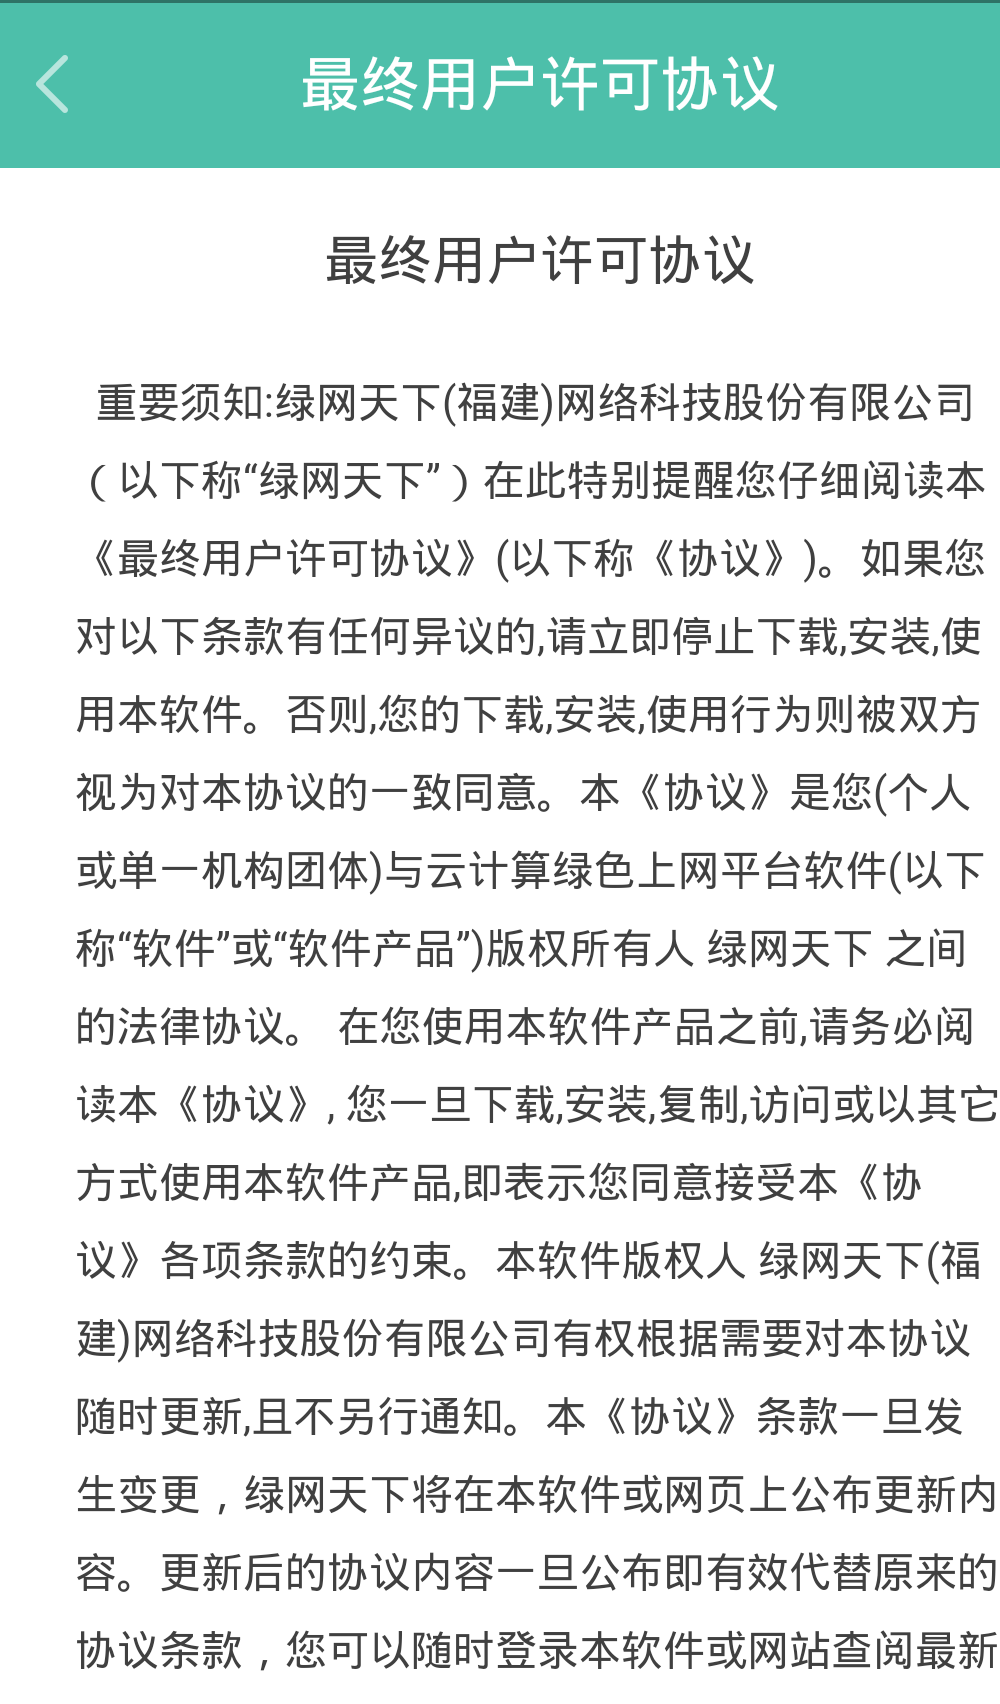 最终用户许可协议
最终用户许可协议
重要须知:绿网天下(福建)网络科技股份有限公司
（以下称“绿网天下”）在此特别提醒您仔细阅读本
《最终用户许可协议》(以下称《协议》)。如果您
对以下条款有任何异议的,请立即停止下载,安装,使
用本软件。否则,您的下载,安装,使用行为则被双方
视为对本协议的一致同意。本《协议》是您(个人
或单一机构团体)与云计算绿色上网平台软件(以下
称“软件”或“软件产品”)版权所有人 绿网天下 之间
的法律协议。 在您使用本软件产品之前,请务必阅
读本《协议》, 您一旦下载,安装,复制,访问或以其它
方式使用本软件产品,即表示您同意接受本《协
议》各项条款的约束。本软件版权人 绿网天下(福
建)网络科技股份有限公司有权根据需要对本协议
随时更新,且不另行通知。本《协议》条款一旦发
生变更，绿网天下将在本软件或网页上公布更新内
容。更新后的协议内容一旦公布即有效代替原来的
协议条款，您可以随时登录本软件或网站查阅最新